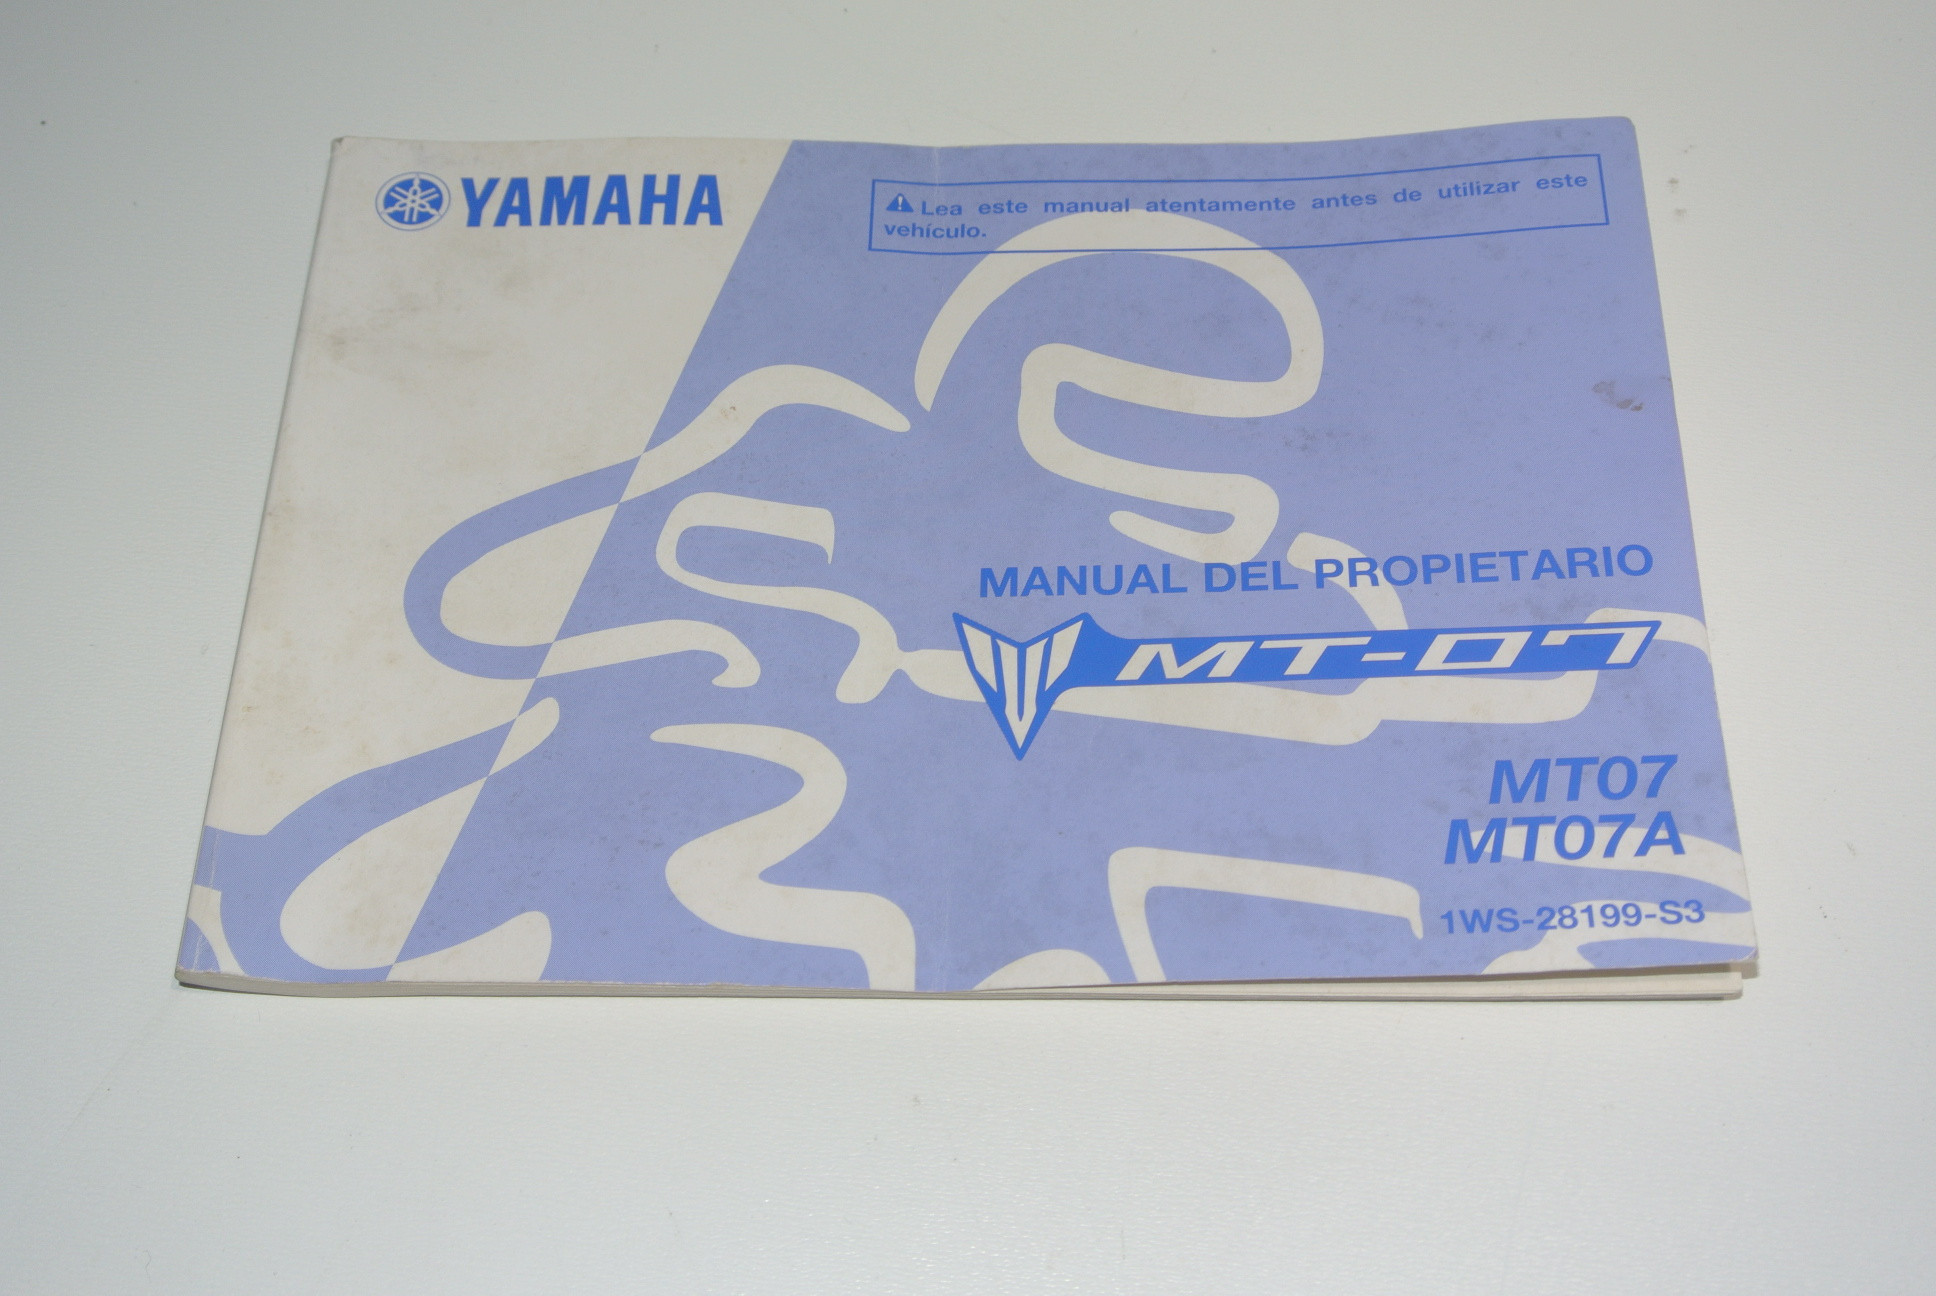 YAMAHA
Lea este manual atentamente antes de utilizar este
vehículo.
MANUAL DEL PROPIETARIO
MT-07
MT07
MT07A
1WS-28199-S3